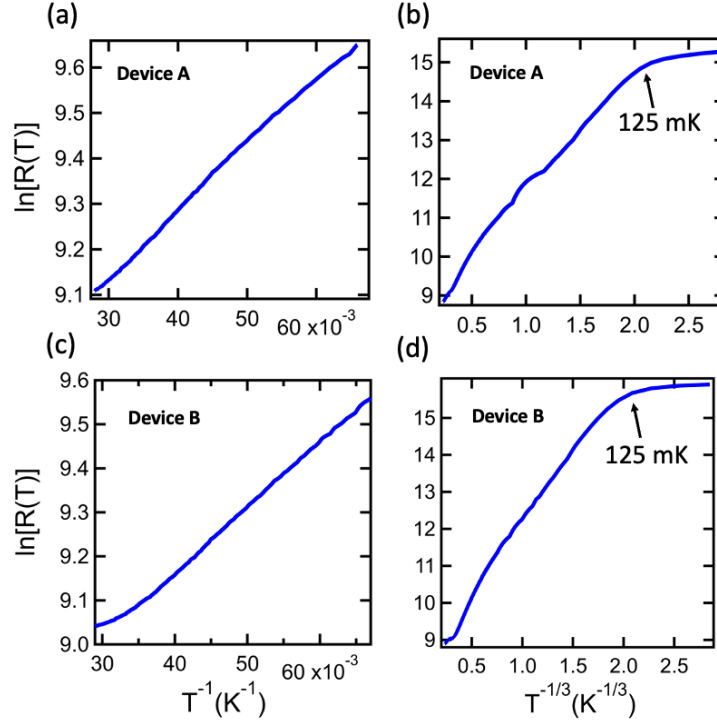 (a)
Device A
ln[R(T)]
9.6
9.5
9.4
9.3
9.2
9.1
30
40
50
60 x10⁻³
(b)
Device A
125 mK
15
14
13
12
11
10
9
0.5
1.0
1.5
2.0
2.5
(c)
Device B
ln[R(T)]
9.6
9.5
9.4
9.3
9.2
9.1
9.0
30
40
50
60 x10⁻³
T⁻¹(K⁻¹)
(d)
Device B
125 mK
15
14
13
12
11
10
9
0.5
1.0
1.5
2.0
2.5
T⁻¹/³(K⁻¹/³)